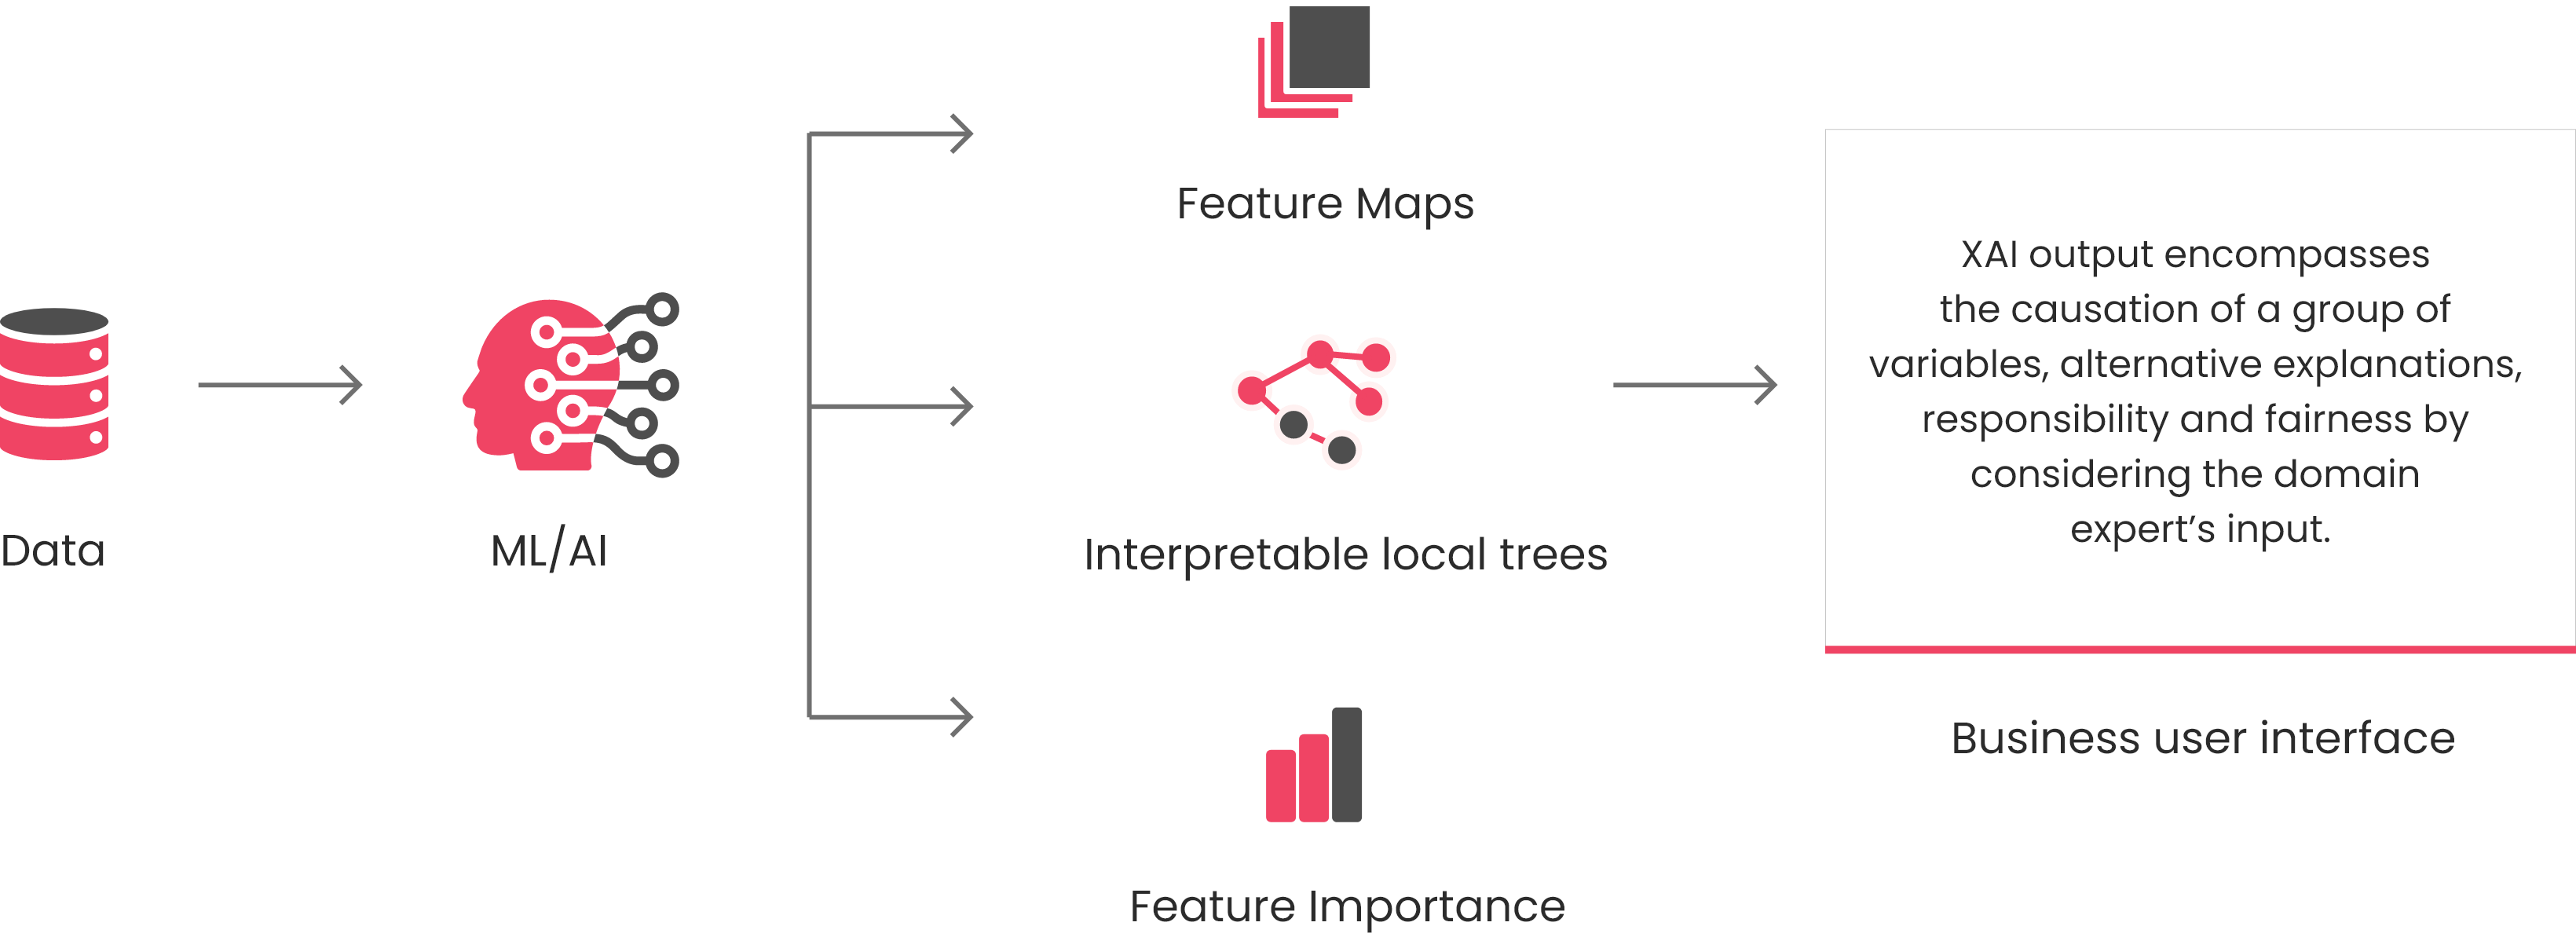 Data
ML/AI
Feature Maps
Interpretable local trees
Feature Importance
XAI output encompasses
the causation of a group of
variables, alternative explanations,
responsibility and fairness by
considering the domain
expert’s input.
Business user interface